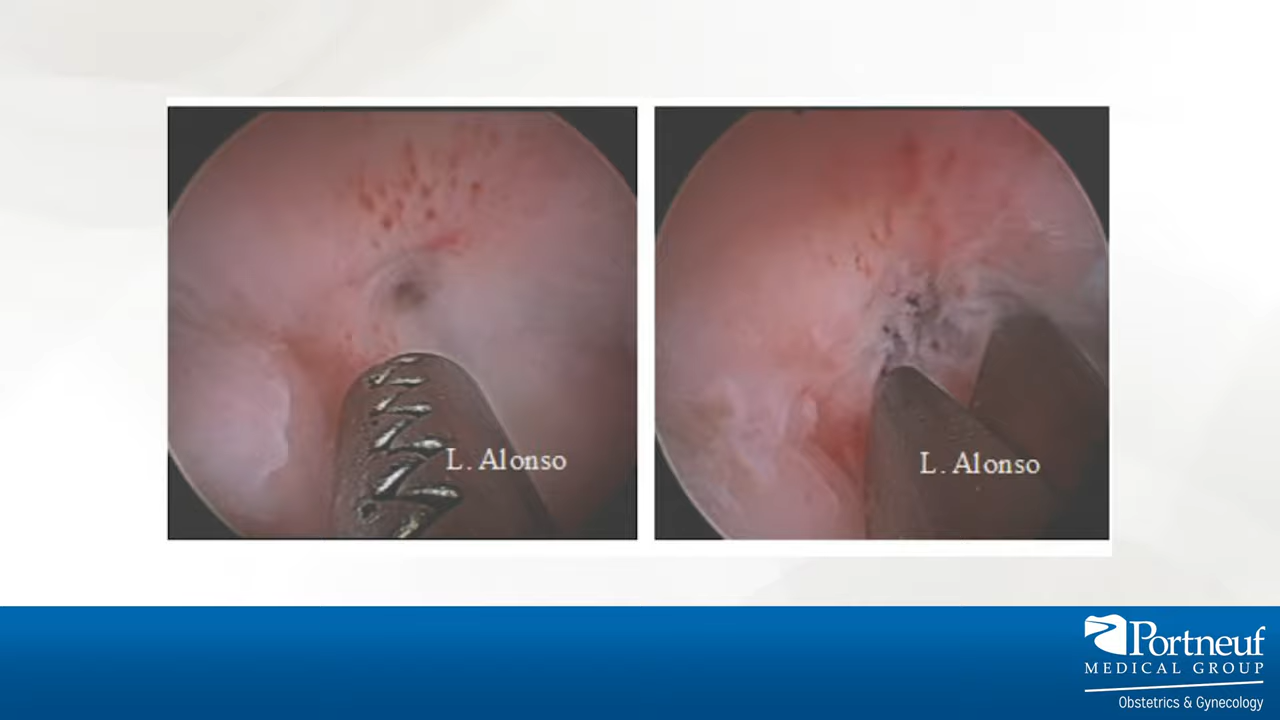 L. Alonso
L. Alonso
Portneuf
MEDICAL GROUP
Obstetrics & Gynecology